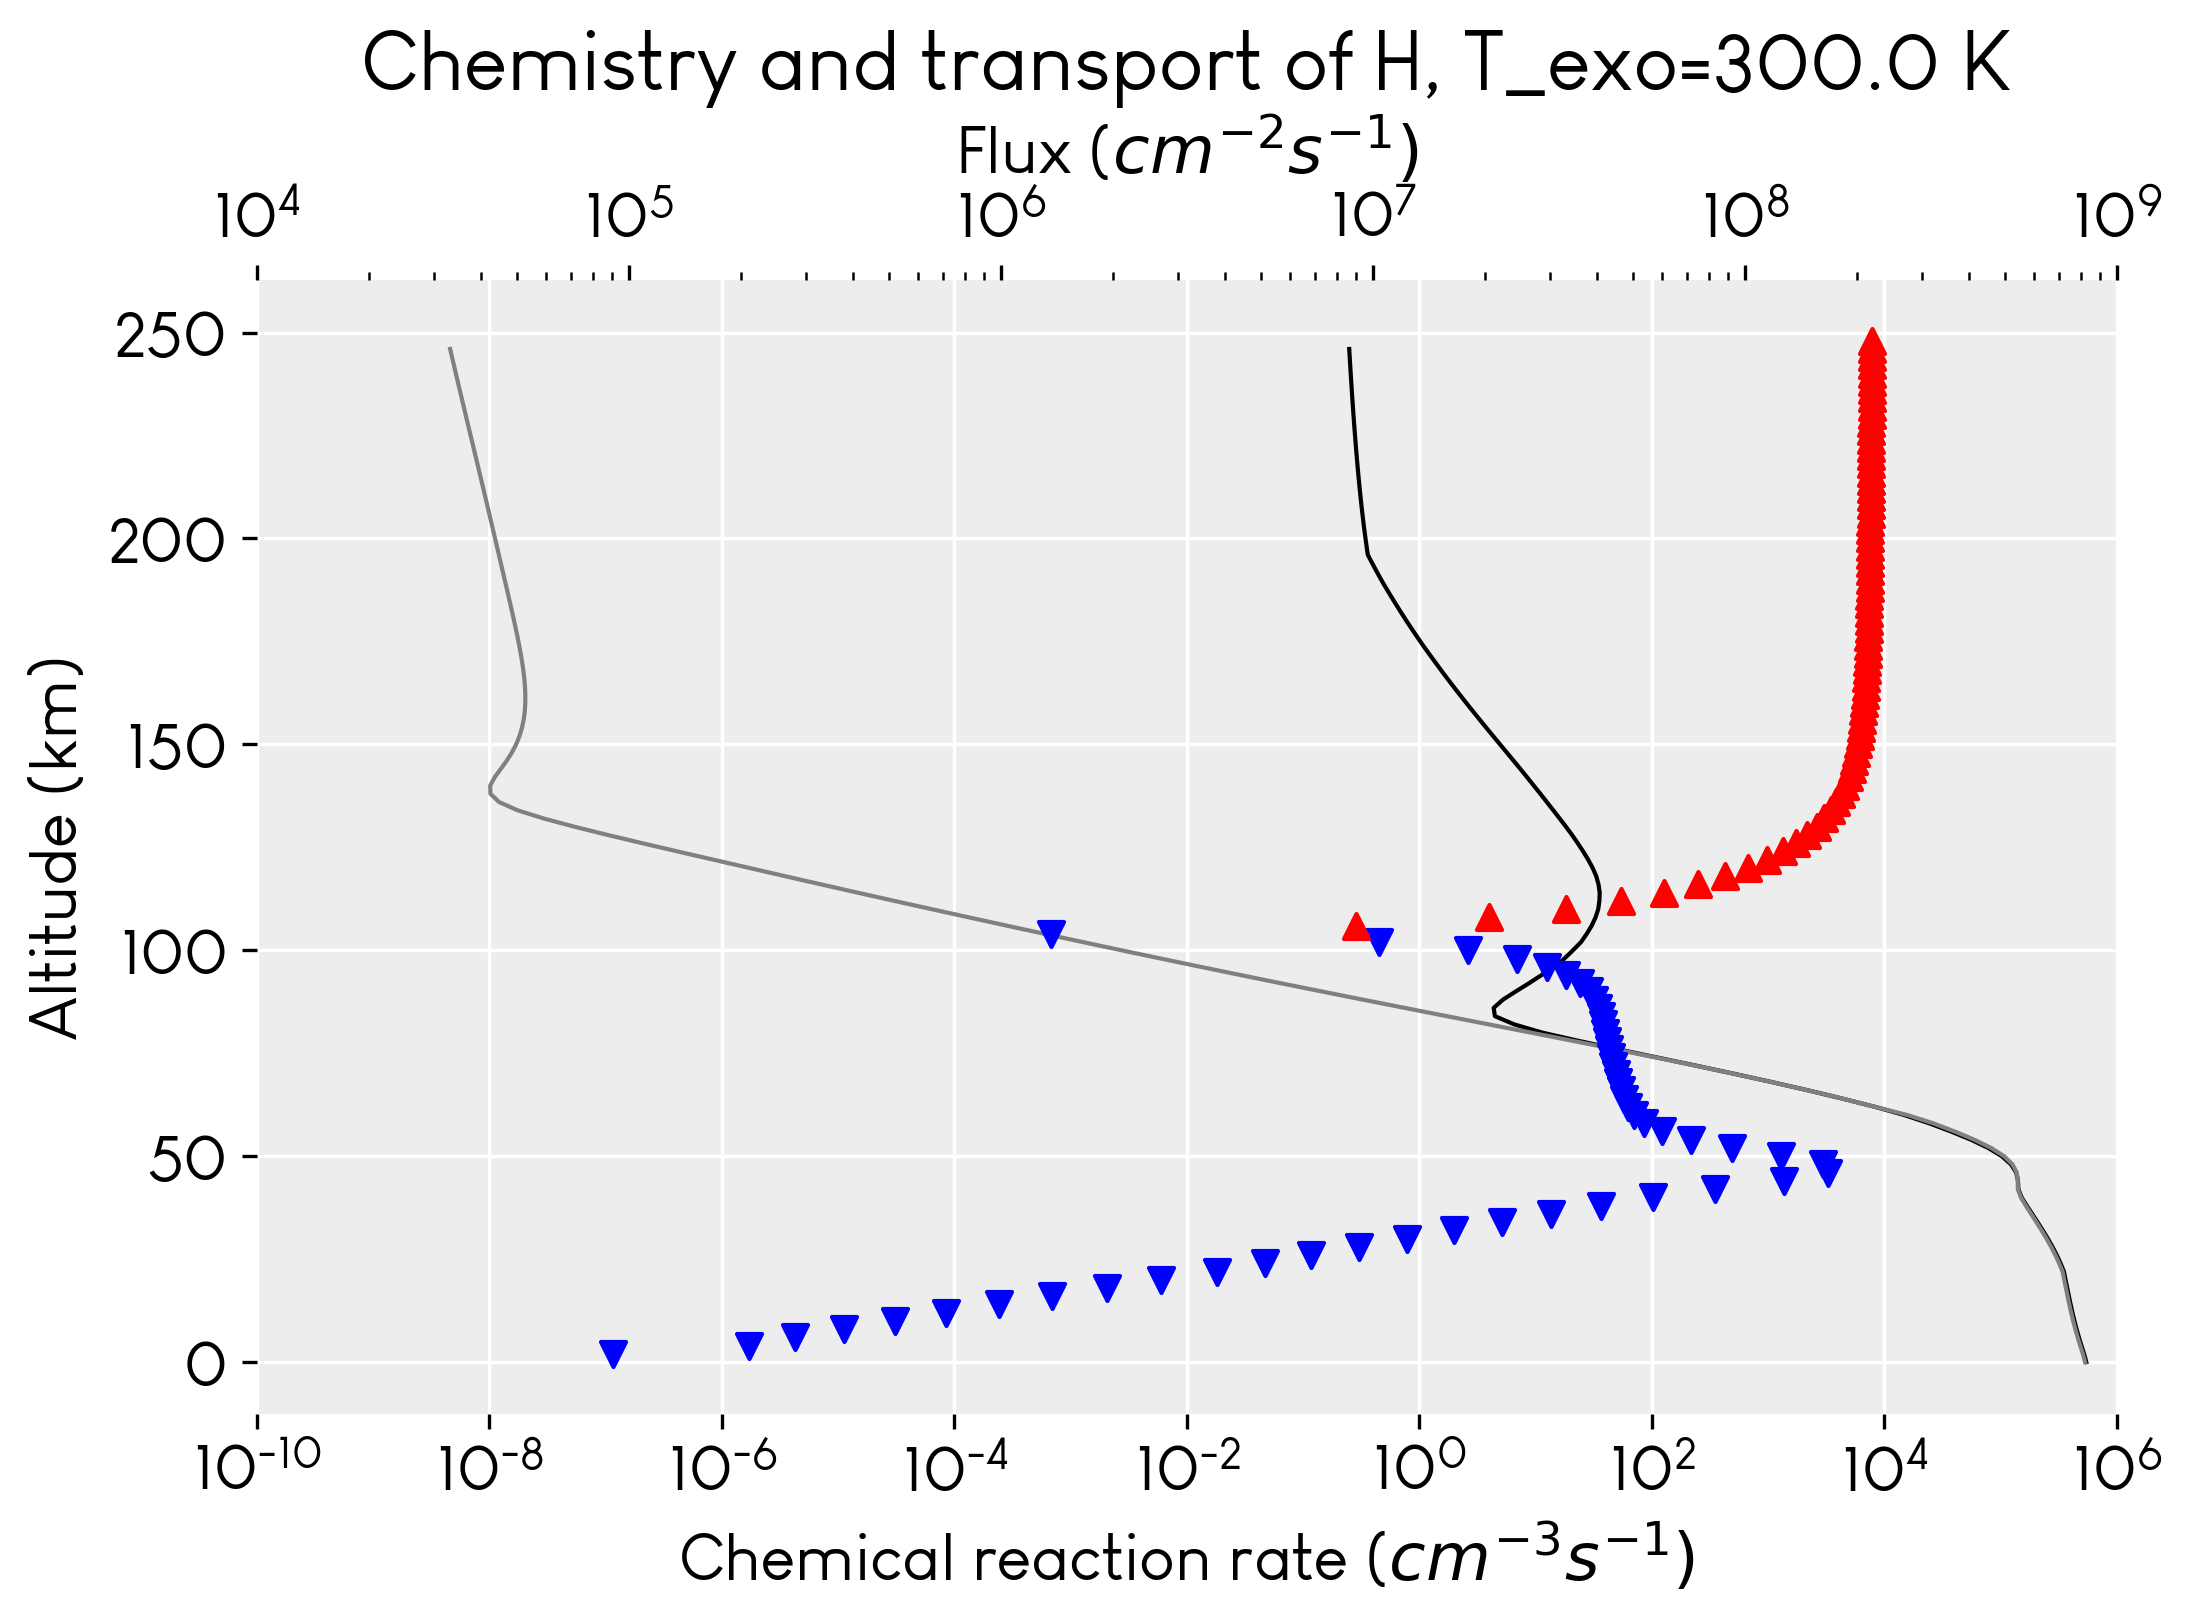 Chemistry and transport of H, T_exo=300.0 K
Flux (cm⁻²s⁻¹)
10⁴ 10⁵ 10⁶ 10⁷ 10⁸ 10⁹
250
200
150
100
50
0
Altitude (km)
10⁻¹⁰ 10⁻⁸ 10⁻⁶ 10⁻⁴ 10⁻² 10⁰ 10² 10⁴ 10⁶
Chemical reaction rate (cm⁻³s⁻¹)